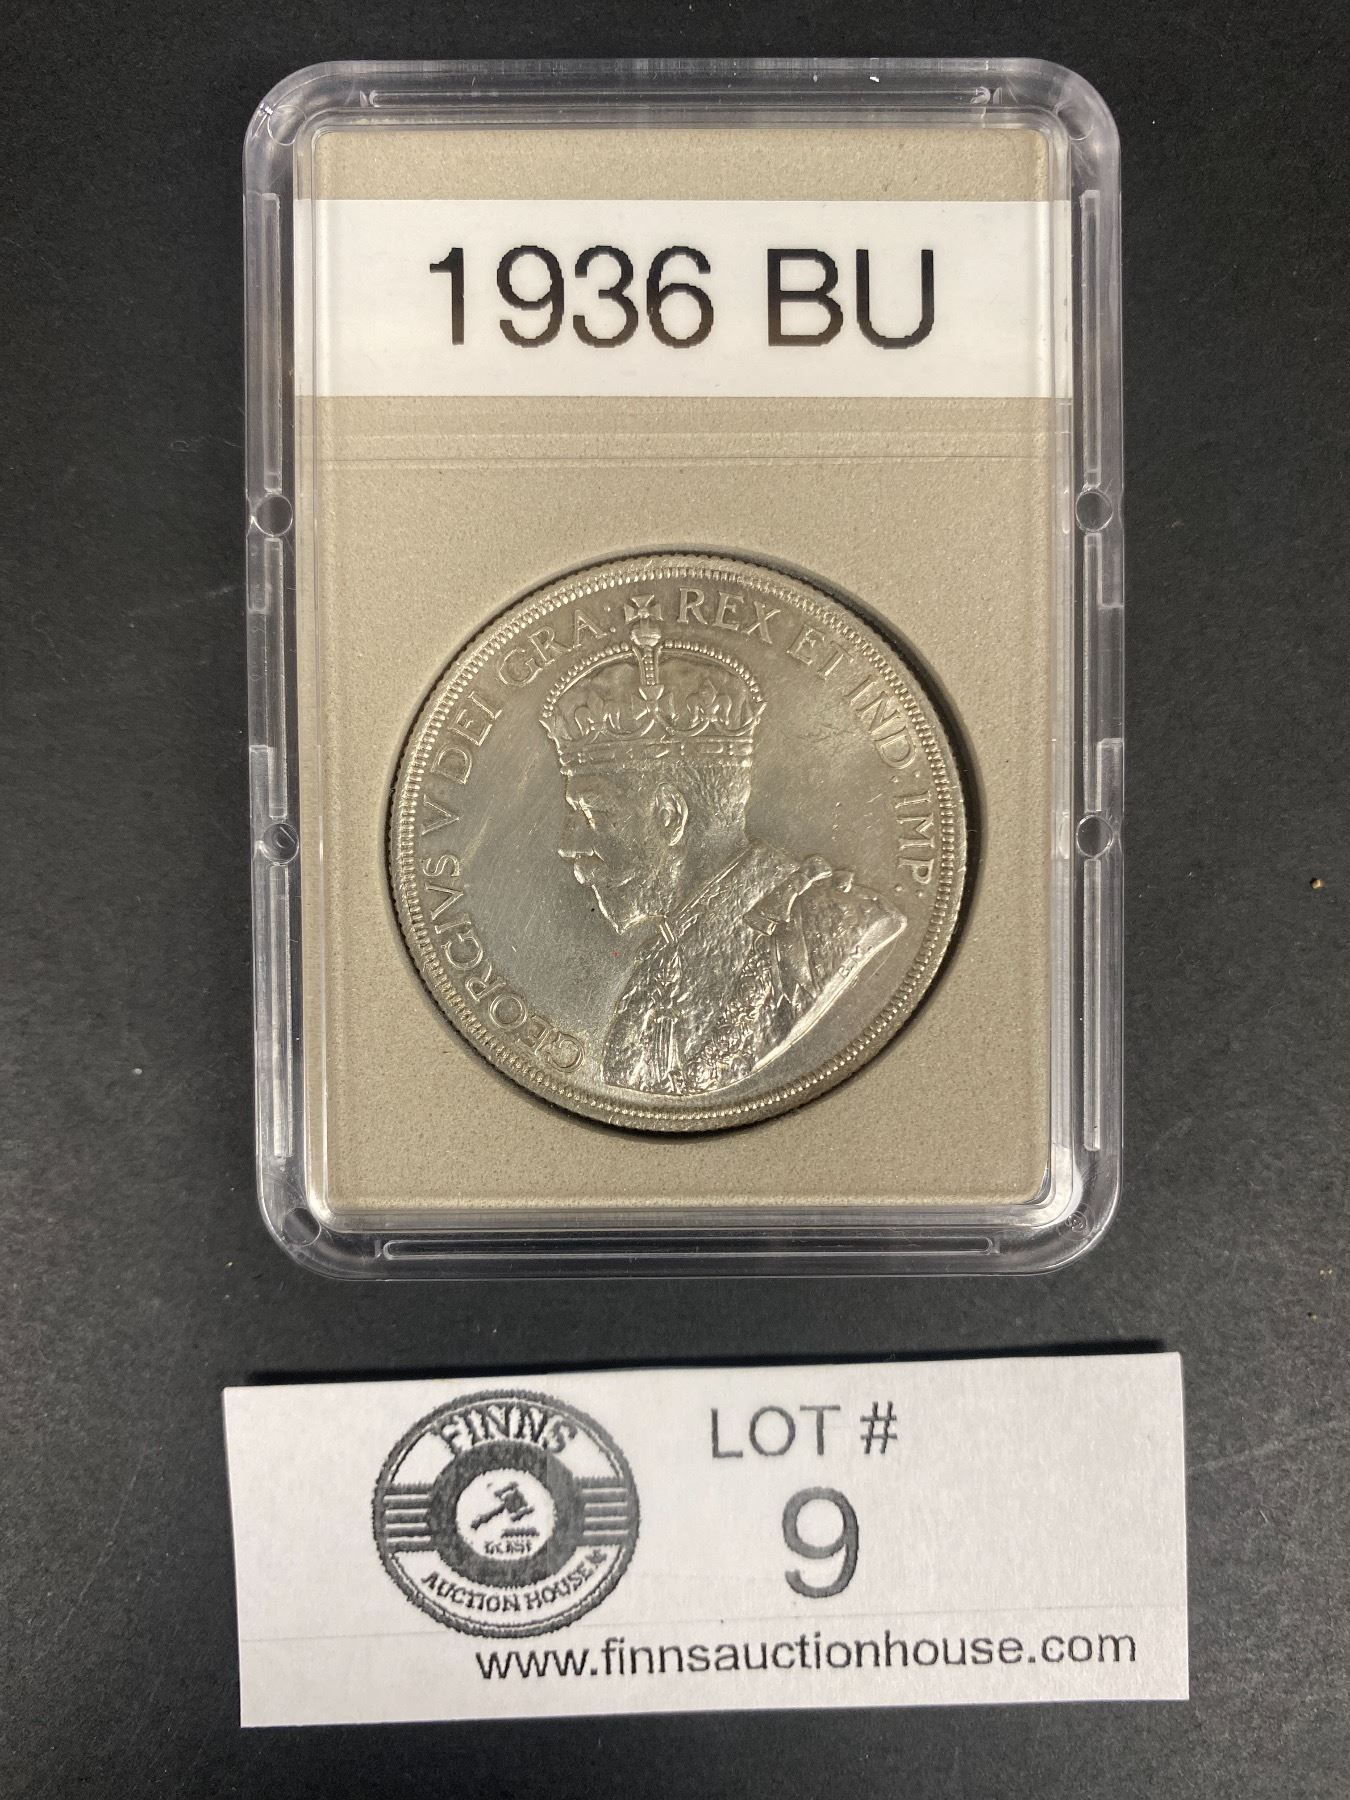 1936 BU
GEORGIVS V DEI GRA: REX ET IND: IMP:
B.M.
FINNS
AUCTION HOUSE
LOT #
9
www.finnsauctionhouse.com